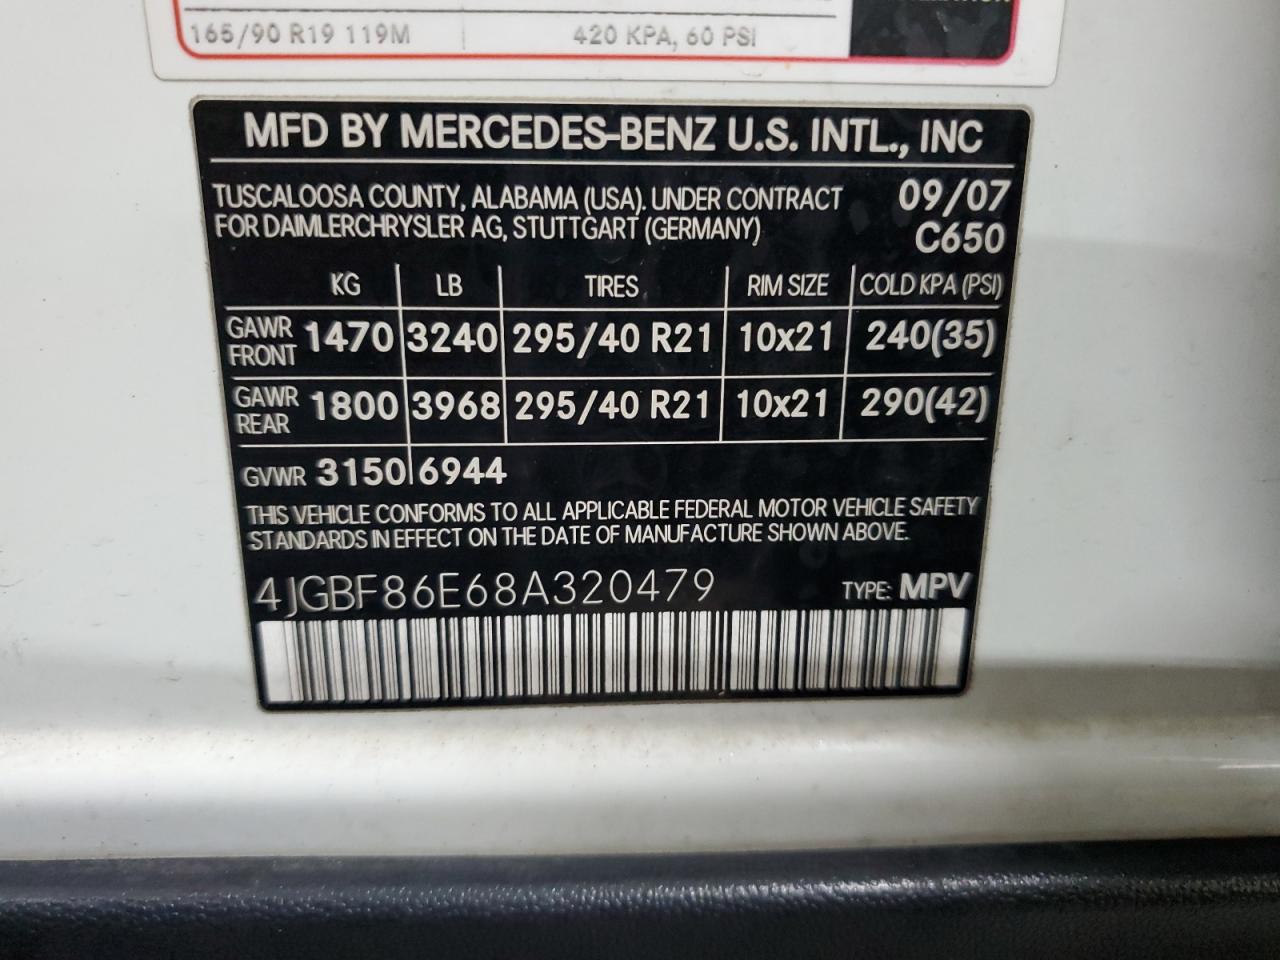 165/90 R19 119M 420 KPA, 60 PSI
MFD BY MERCEDES-BENZ U.S. INTL., INC
TUSCALOOSA COUNTY, ALABAMA (USA). UNDER CONTRACT 09/07
FOR DAIMLERCHRYSLER AG, STUTTGART (GERMANY) C650
KG LB TIRES RIM SIZE COLD KPA (PSI)
GAWR FRONT 1470 3240 295/40 R21 10x21 240(35)
GAWR REAR 1800 3968 295/40 R21 10x21 290(42)
GVWR 3150 6944
THIS VEHICLE CONFORMS TO ALL APPLICABLE FEDERAL MOTOR VEHICLE SAFETY
STANDARDS IN EFFECT ON THE DATE OF MANUFACTURE SHOWN ABOVE.
4JGBF86E68A320479 TYPE: MPV